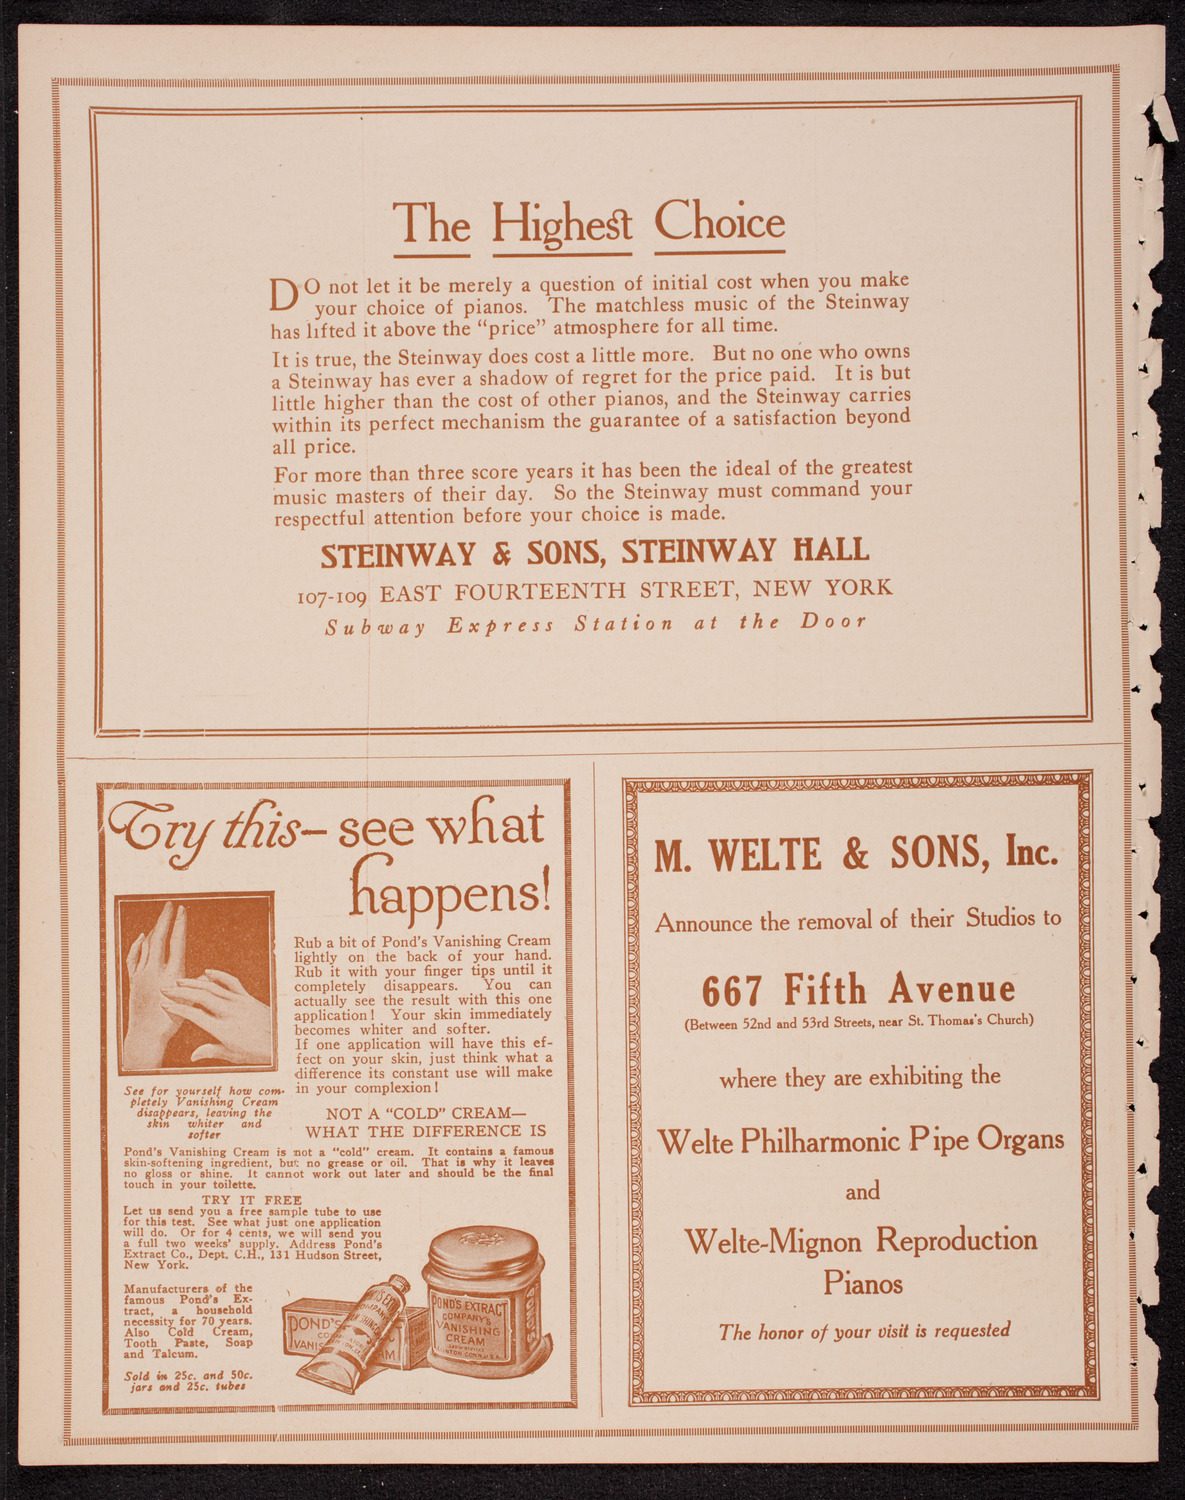 The Highest Choice
DO not let it be merely a question of initial cost when you make
your choice of pianos. The matchless music of the Steinway
has lifted it above the "price" atmosphere for all time.
It is true, the Steinway does cost a little more. But no one who owns
a Steinway has ever a shadow of regret for the price paid. It is but
little higher than the cost of other pianos, and the Steinway carries
within its perfect mechanism the guarantee of a satisfaction beyond
all price.
For more than three score years it has been the ideal of the greatest
music masters of their day. So the Steinway must command your
respectful attention before your choice is made.
STEINWAY & SONS, STEINWAY HALL
107-109 EAST FOURTEENTH STREET, NEW YORK
Subway Express Station at the Door
Try this—see what
happens!
Rub a bit of Pond's Vanishing Cream
lightly on the back of your hand.
Rub it with your finger tips until it
completely disappears. You can
actually see the result with this one
application! Your skin immediately
becomes whiter and softer.
If one application will have this ef-
fect on your skin, just think what a
difference its constant use will make
in your complexion!
See for yourself how com-
pletely Vanishing Cream
disappears, leaving the
skin whiter and
softer
NOT A "COLD" CREAM—
WHAT THE DIFFERENCE IS
Pond's Vanishing Cream is not a "cold" cream. It contains a famous
skin-softening ingredient, but no grease or oil. That is why it leaves
no gloss or shine. It cannot work out later and should be the final
touch in your toilette.
TRY IT FREE
Let us send you a free sample tube to use
for this test. See what just one application
will do. Or for 4 cents, we will send you
a full two weeks' supply. Address Pond's
Extract Co., Dept. C.H., 131 Hudson Street,
New York.
Manufacturers of the
famous Pond's Ex-
tract, a household
necessity for 70 years.
Also Cold Cream,
Tooth Paste, Soap
and Talcum.
Sold in 25c. and 50c.
jars and 25c. tubes
POND'S
POND'S EXTRACT
COMPANY'S
VANISHING
CREAM
M. WELTE & SONS, Inc.
Announce the removal of their Studios to
667 Fifth Avenue
(Between 52nd and 53rd Streets, near St. Thomas's Church)
where they are exhibiting the
Welte Philharmonic Pipe Organs
and
Welte-Mignon Reproduction
Pianos
The honor of your visit is requested